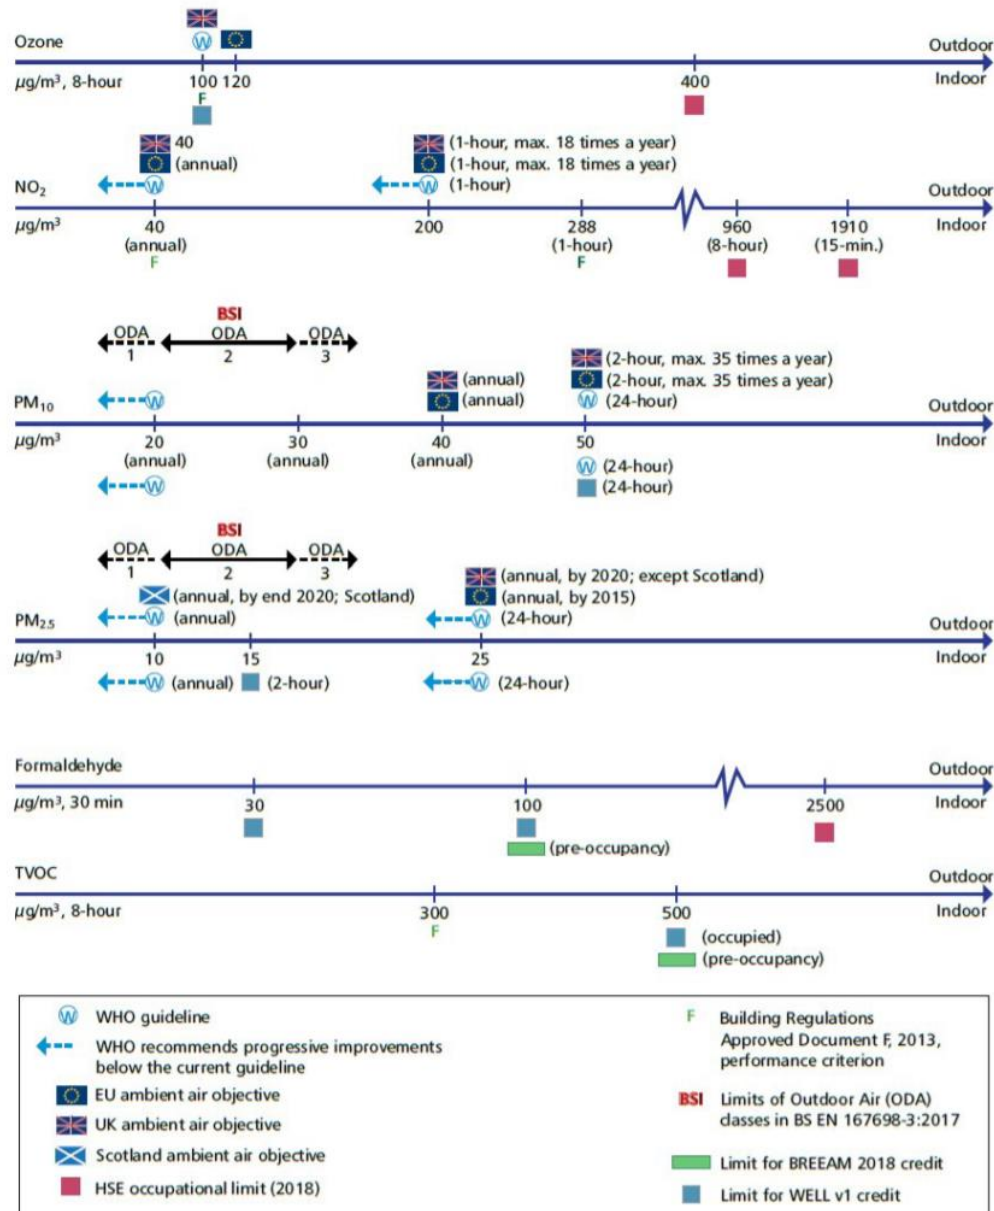 Ozone
Outdoor
µg/m³, 8-hour
100 120
400
Indoor
F
40
(annual)
(1-hour, max. 18 times a year)
(1-hour, max. 18 times a year)
(1-hour)
NO₂
Outdoor
µg/m³
40
(annual)
200
288
(1-hour)
960
(8-hour)
1910
(15-min.)
Indoor
F
F
BSI
ODA
1
ODA
2
ODA
3
(annual)
(annual)
(2-hour, max. 35 times a year)
(2-hour, max. 35 times a year)
(24-hour)
PM₁₀
Outdoor
µg/m³
20
(annual)
30
(annual)
40
(annual)
50
Indoor
(24-hour)
(24-hour)
BSI
ODA
1
ODA
2
ODA
3
(annual, by end 2020; Scotland)
(annual)
(annual, by 2020; except Scotland)
(annual, by 2015)
(24-hour)
PM₂.₅
Outdoor
µg/m³
10
15
25
Indoor
(annual)
(2-hour)
(24-hour)
Formaldehyde
Outdoor
µg/m³, 30 min
30
100
2500
Indoor
(pre-occupancy)
TVOC
Outdoor
µg/m³, 8-hour
300
500
Indoor
F
(occupied)
(pre-occupancy)
W WHO guideline
WHO recommends progressive improvements
below the current guideline
EU ambient air objective
UK ambient air objective
Scotland ambient air objective
HSE occupational limit (2018)
F Building Regulations
Approved Document F, 2013,
performance criterion
BSI Limits of Outdoor Air (ODA)
classes in BS EN 167698-3:2017
Limit for BREEAM 2018 credit
Limit for WELL v1 credit